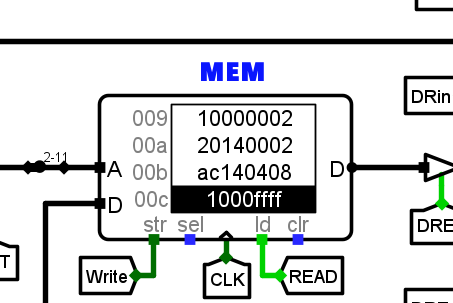 MEM
DRin
009 10000002
00a 20140002
00b ac140408
00c 1000ffff
2-11
A
D
D
str sel ld clr
DRE
T
Write
CLK
READ